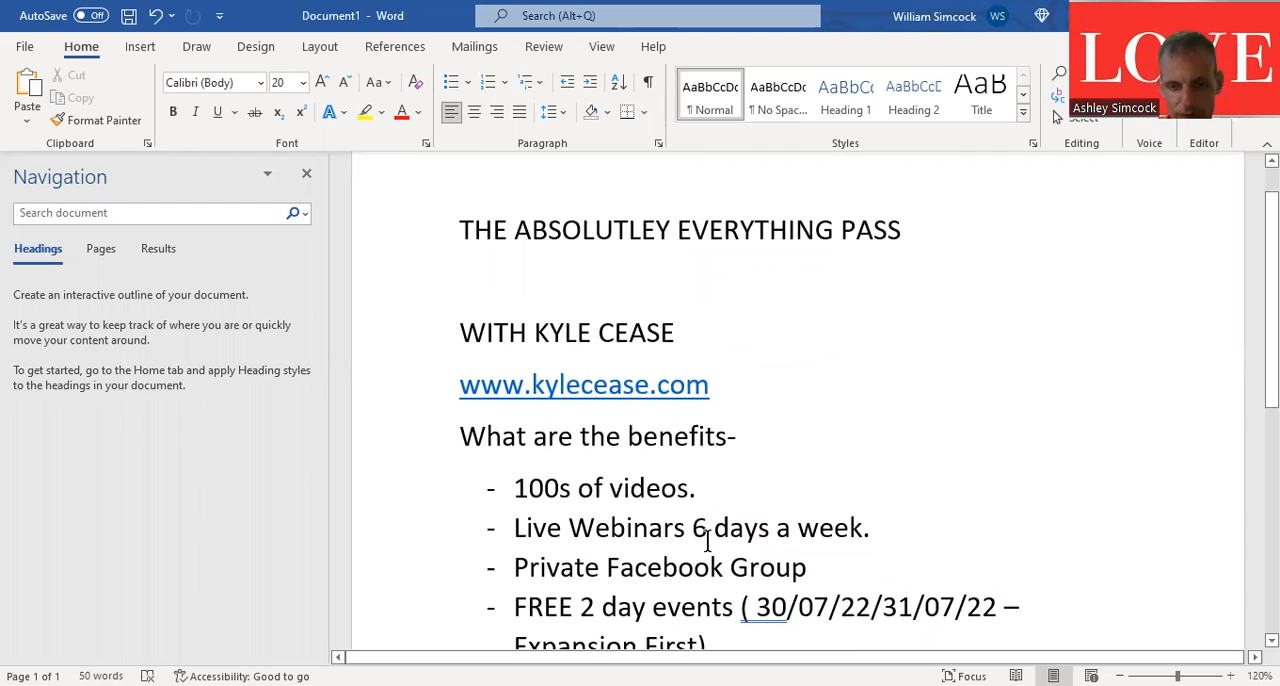 AutoSave Off Document1 - Word Search (Alt+Q) William Simcock WS
File Home Insert Draw Design Layout References Mailings Review View Help
LOVE
Ashley Simcock
Paste Cut
Copy
Format Painter
Calibri (Body) 20
AaBbCcDc AaBbCcDc AaBbCc AaBbCcD AaB
¶ Normal ¶ No Spac... Heading 1 Heading 2 Title
Select
Clipboard Font Paragraph Styles Editing Voice Editor
Navigation
Search document
Headings Pages Results
Create an interactive outline of your document.
It's a great way to keep track of where you are or quickly
move your content around.
To get started, go to the Home tab and apply Heading styles
to the headings in your document.
THE ABSOLUTLEY EVERYTHING PASS
WITH KYLE CEASE
www.kylecease.com
What are the benefits-
- 100s of videos.
- Live Webinars 6 days a week.
- Private Facebook Group
- FREE 2 day events ( 30/07/22/31/07/22 –
Expansion First)
Page 1 of 1 50 words Accessibility: Good to go Focus 120%